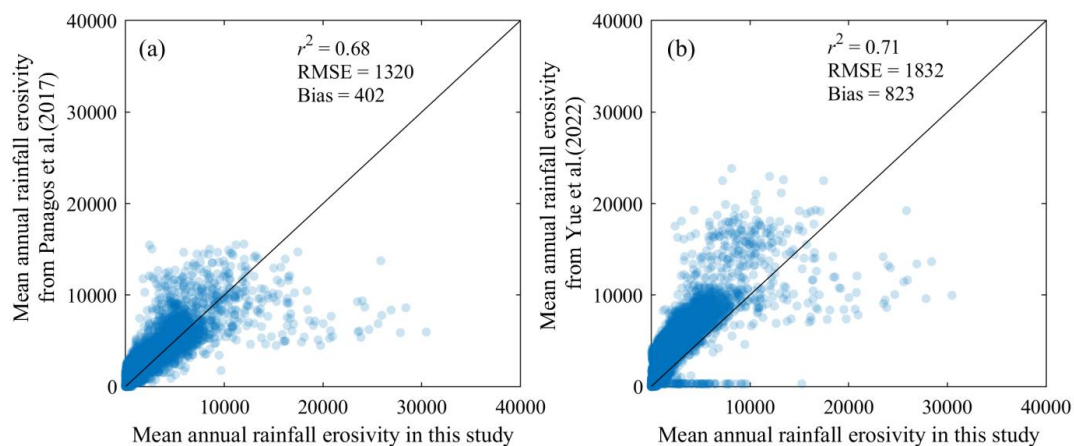 40000
(a)
r² = 0.68
RMSE = 1320
Bias = 402
30000
20000
10000
0
10000
20000
30000
40000
Mean annual rainfall erosivity
from Panagos et al.(2017)
Mean annual rainfall erosivity in this study
40000
(b)
r² = 0.71
RMSE = 1832
Bias = 823
30000
20000
10000
0
10000
20000
30000
40000
Mean annual rainfall erosivity
from Yue et al.(2022)
Mean annual rainfall erosivity in this study